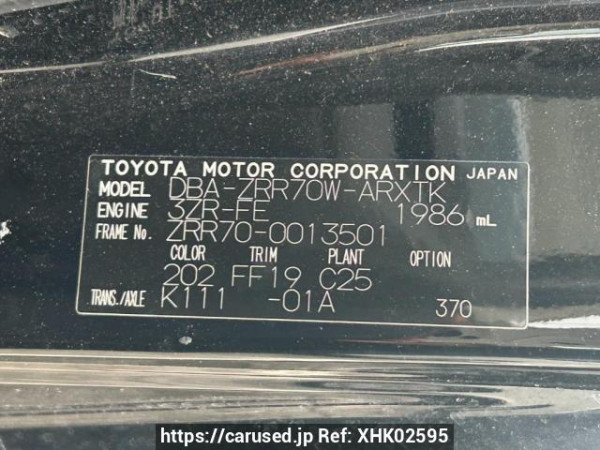 TOYOTA MOTOR CORPORATION JAPAN
MODEL DBA-ZRR70W-ARXTK
ENGINE 3ZR-FE 1986 mL
FRAME No. ZRR70-0013501
COLOR TRIM PLANT OPTION
202 FF19 C25
TRANS./AXLE K111 -01A 370
https://carused.jp Ref: XHK02595